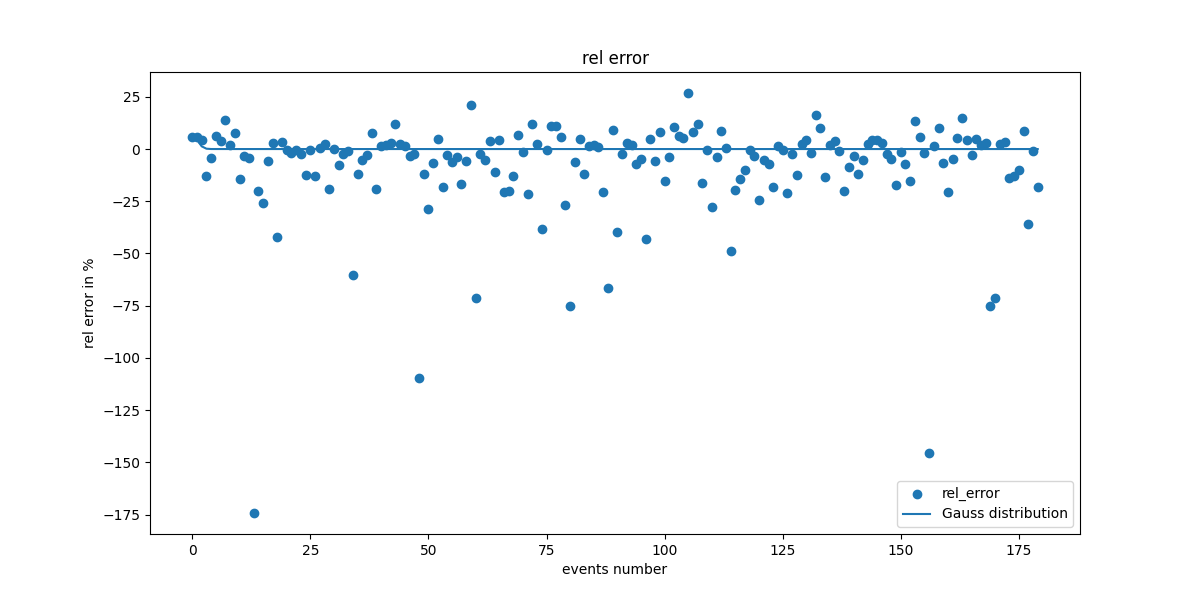 rel error
25
0
−25
−50
−75
−100
−125
−150
−175
rel error in %
0 25 50 75 100 125 150 175
events number
rel_error
Gauss distribution